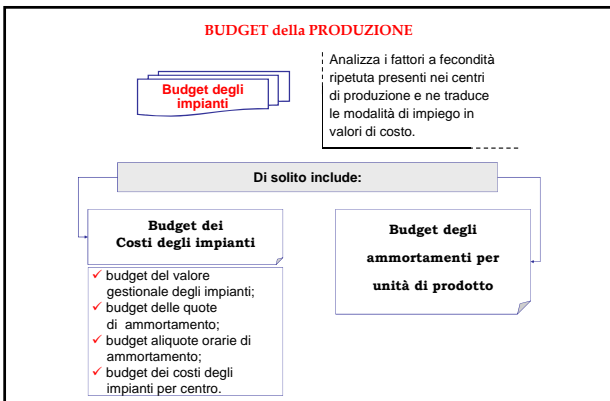 BUDGET della PRODUZIONE
Budget degli
impianti
Analizza i fattori a fecondità
ripetuta presenti nei centri
di produzione e ne traduce
le modalità di impiego in
valori di costo.
Di solito include:
Budget dei
Costi degli impianti
✓ budget del valore
gestionale degli impianti;
✓ budget delle quote
di ammortamento;
✓ budget aliquote orarie di
ammortamento;
✓ budget dei costi degli
impianti per centro.
Budget degli
ammortamenti per
unità di prodotto